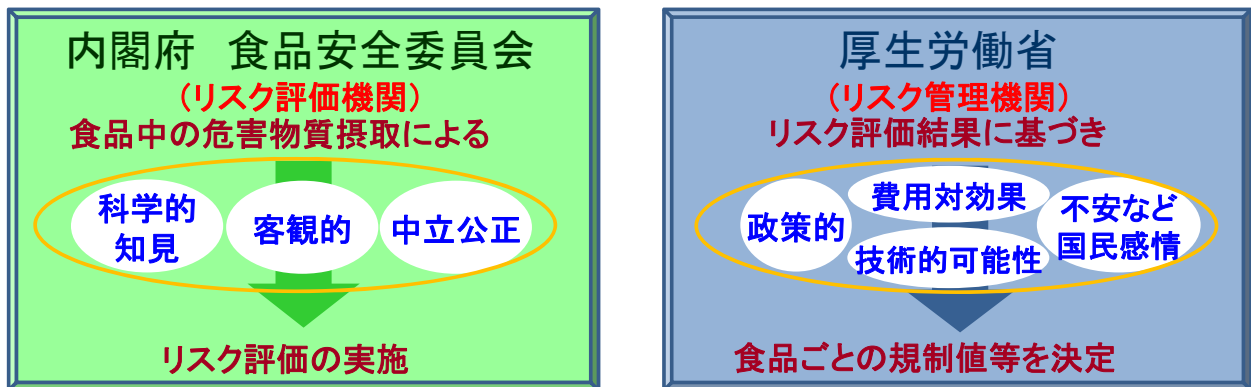 内閣府　食品安全委員会
（リスク評価機関）
食品中の危害物質摂取による
科学的
知見
客観的
中立公正
リスク評価の実施
厚生労働省
（リスク管理機関）
リスク評価結果に基づき
政策的
費用対効果
技術的可能性
不安など
国民感情
食品ごとの規制値等を決定